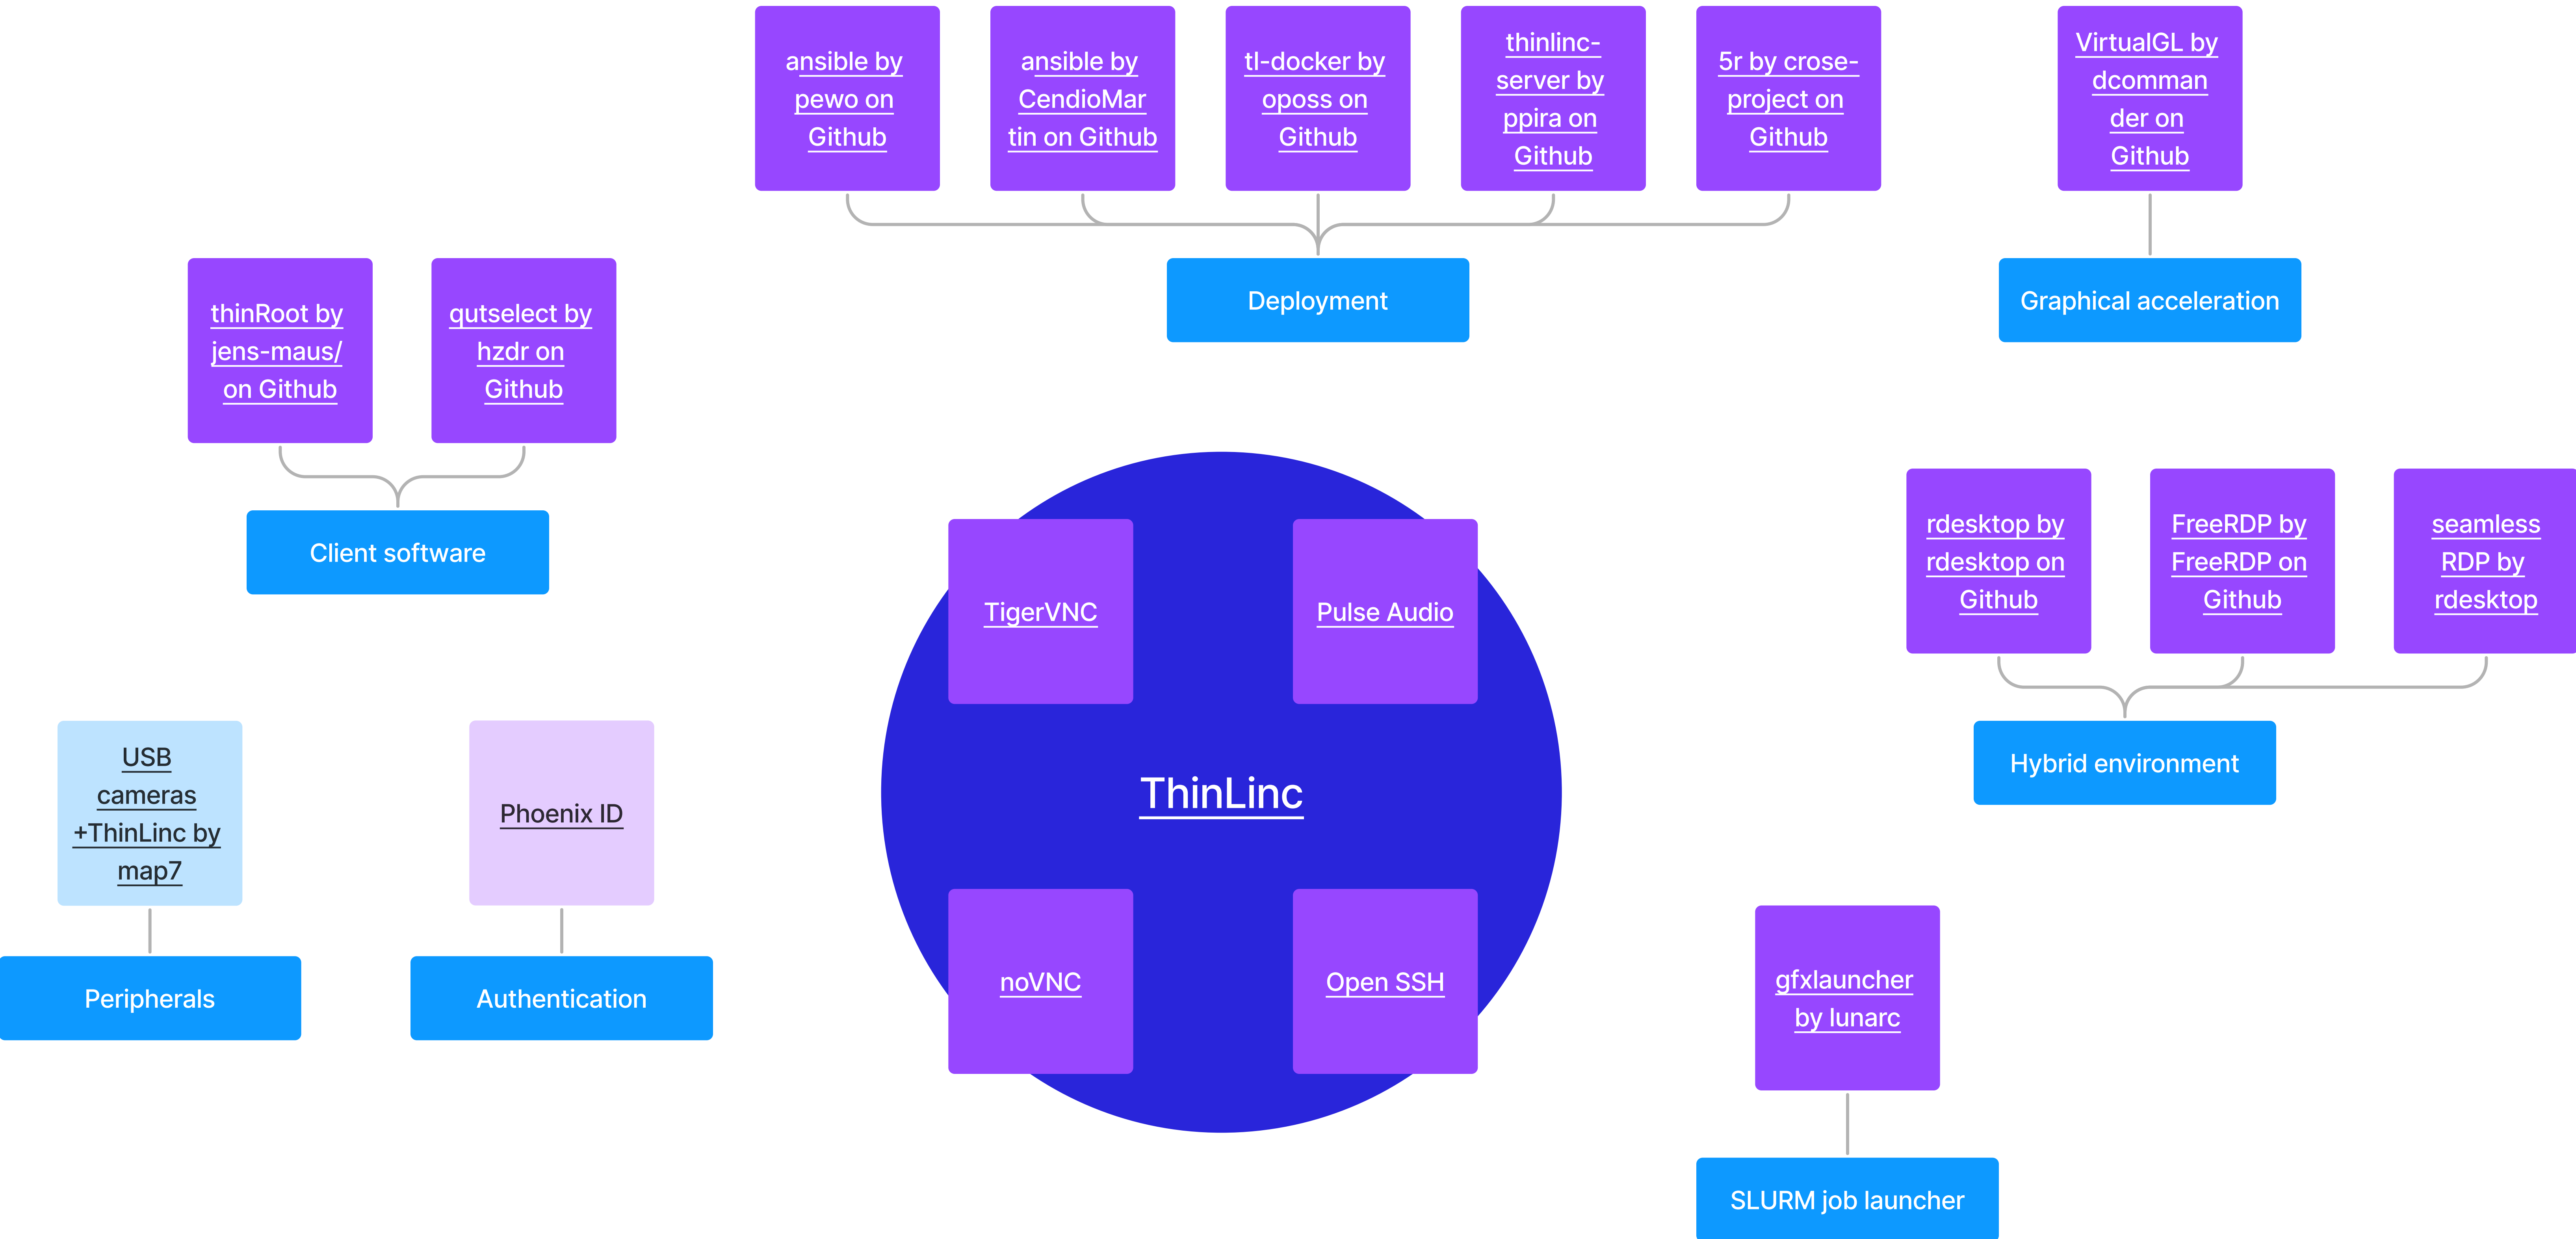 ansible by
pewo on
Github
ansible by
CendioMar
tin on Github
tl-docker by
oposs on
Github
thinlinc-
server by
ppira on
Github
5r by crose-
project on
Github
VirtualGL by
dcomman
der on
Github
Deployment
Graphical acceleration
thinRoot by
jens-maus/
on Github
qutselect by
hzdr on
Github
Client software
rdesktop by
rdesktop on
Github
FreeRDP by
FreeRDP on
Github
seamless
RDP by
rdesktop
Hybrid environment
TigerVNC
Pulse Audio
ThinLinc
noVNC
Open SSH
USB
cameras
+ThinLinc by
map7
Peripherals
Phoenix ID
Authentication
gfxlauncher
by lunarc
SLURM job launcher